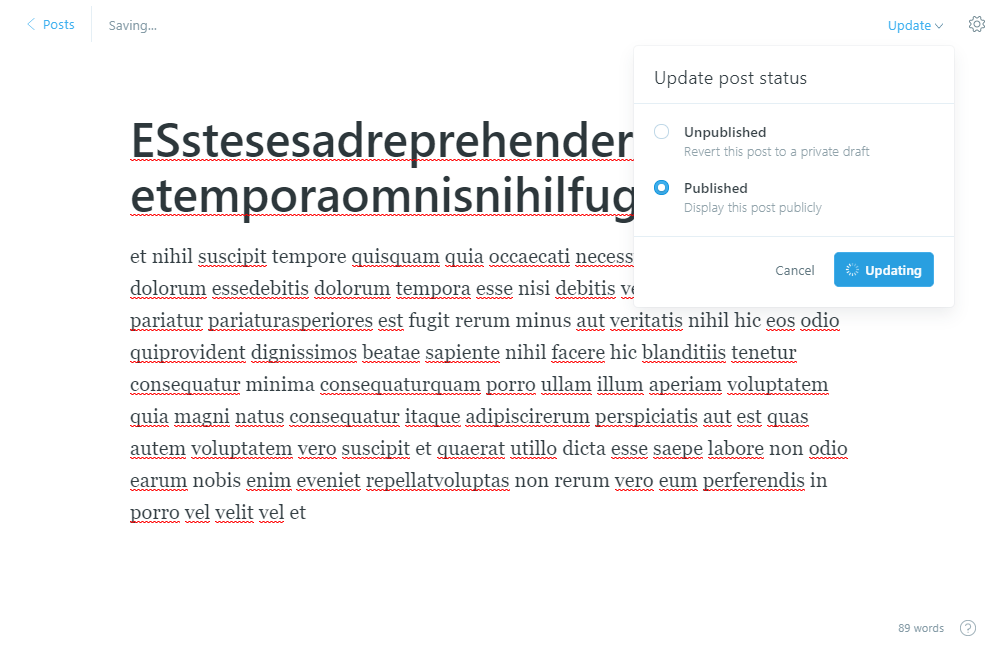 Posts
Saving...
Update
Update post status
Unpublished
Revert this post to a private draft
Published
Display this post publicly
Cancel
Updating
ESstesesadreprehender
etemporaomnisnihilfug
et nihil suscipit tempore quisquam quia occaecati necess
dolorum essedebitis dolorum tempora esse nisi debitis ve
pariatur pariaturasperiores est fugit rerum minus aut veritatis nihil hic eos odio
quiprovident dignissimos beatae sapiente nihil facere hic blanditiis tenetur
consequatur minima consequaturquam porro ullam illum aperiam voluptatem
quia magni natus consequatur itaque adipiscirerum perspiciatis aut est quas
autem voluptatem vero suscipit et quaerat utillo dicta esse saepe labore non odio
earum nobis enim eveniet repellatvoluptas non rerum vero eum perferendis in
porro vel velit vel et
89 words